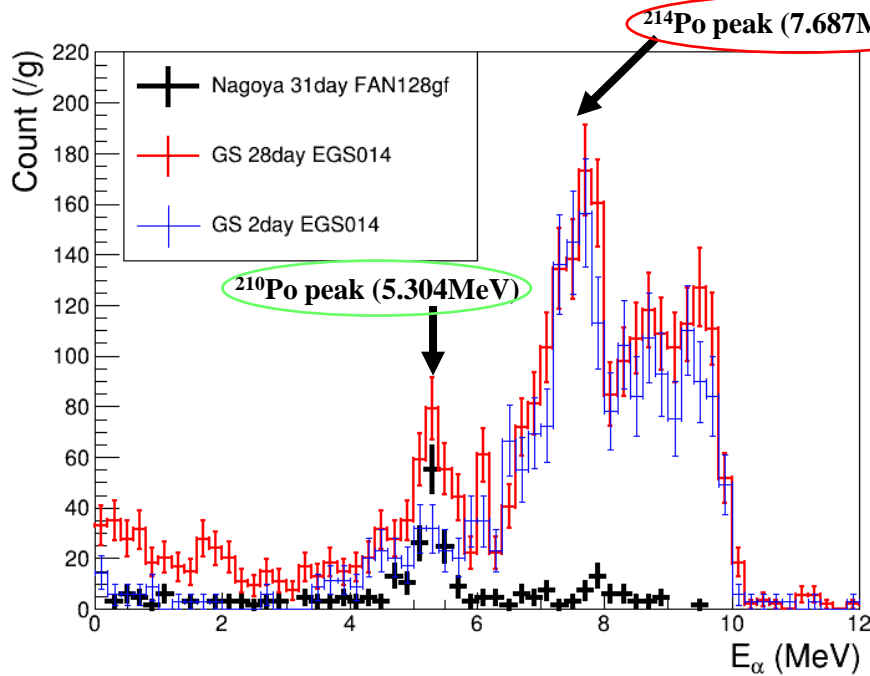 ²¹⁴Po peak (7.687M
Count (/g)
220
200
180
160
140
120
100
80
60
40
20
0
Nagoya 31day FAN128gf
GS 28day EGS014
GS 2day EGS014
²¹⁰Po peak (5.304MeV)
0 2 4 6 8 10 12
E_α (MeV)